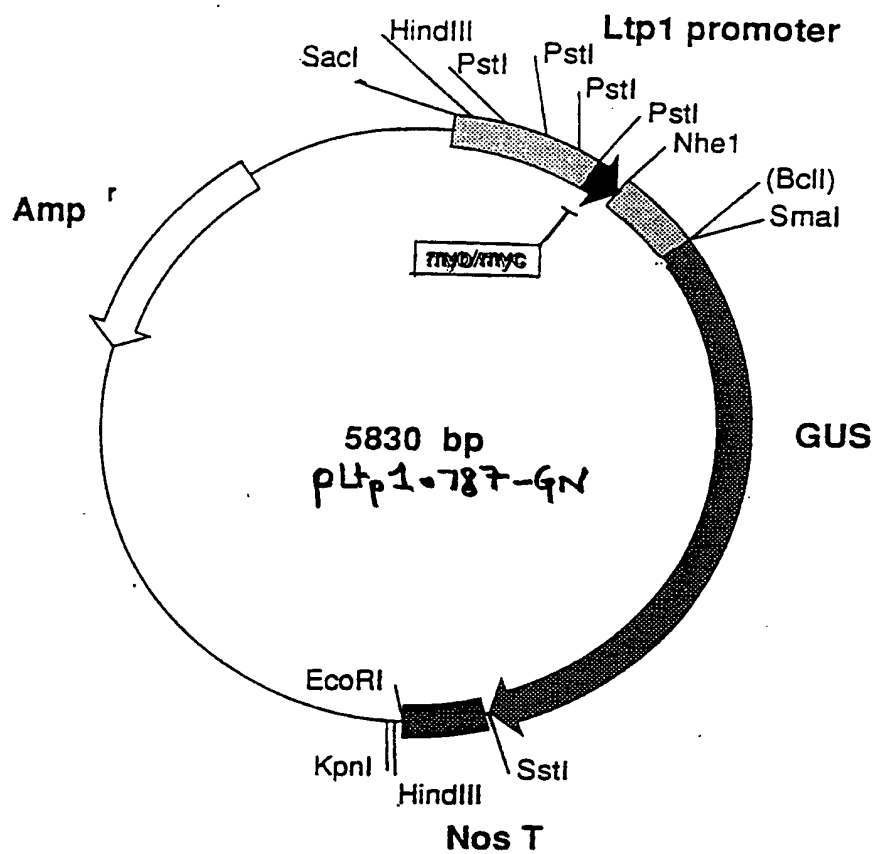 Ltp1 promoter
HindIII
SacI
PstI
PstI
PstI
PstI
Nhe1
(BclI)
SmaI
Amp r
myb/myc
5830 bp
pLtp1.787-GN
GUS
EcoRI
KpnI
HindIII
SstI
Nos T